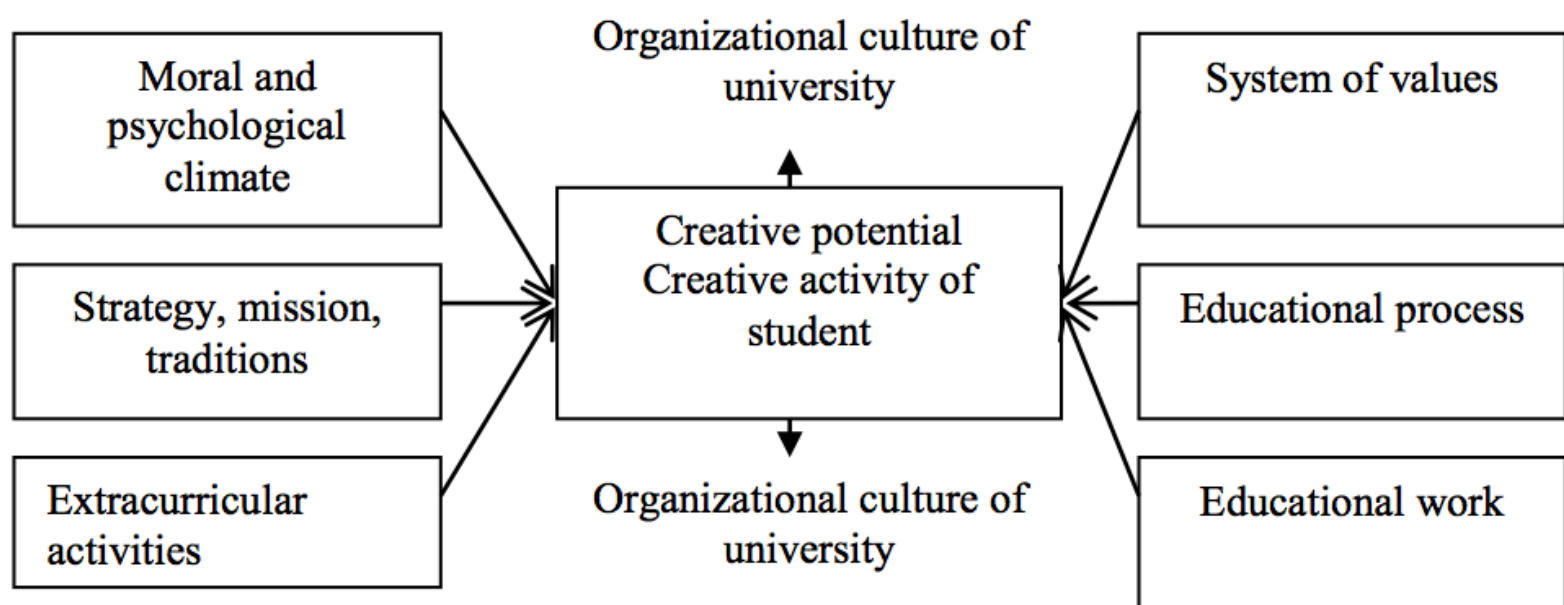 Moral and
psychological
climate
Strategy, mission,
traditions
Extracurricular
activities
Organizational culture of
university
Creative potential
Creative activity of
student
Organizational culture of
university
System of values
Educational process
Educational work